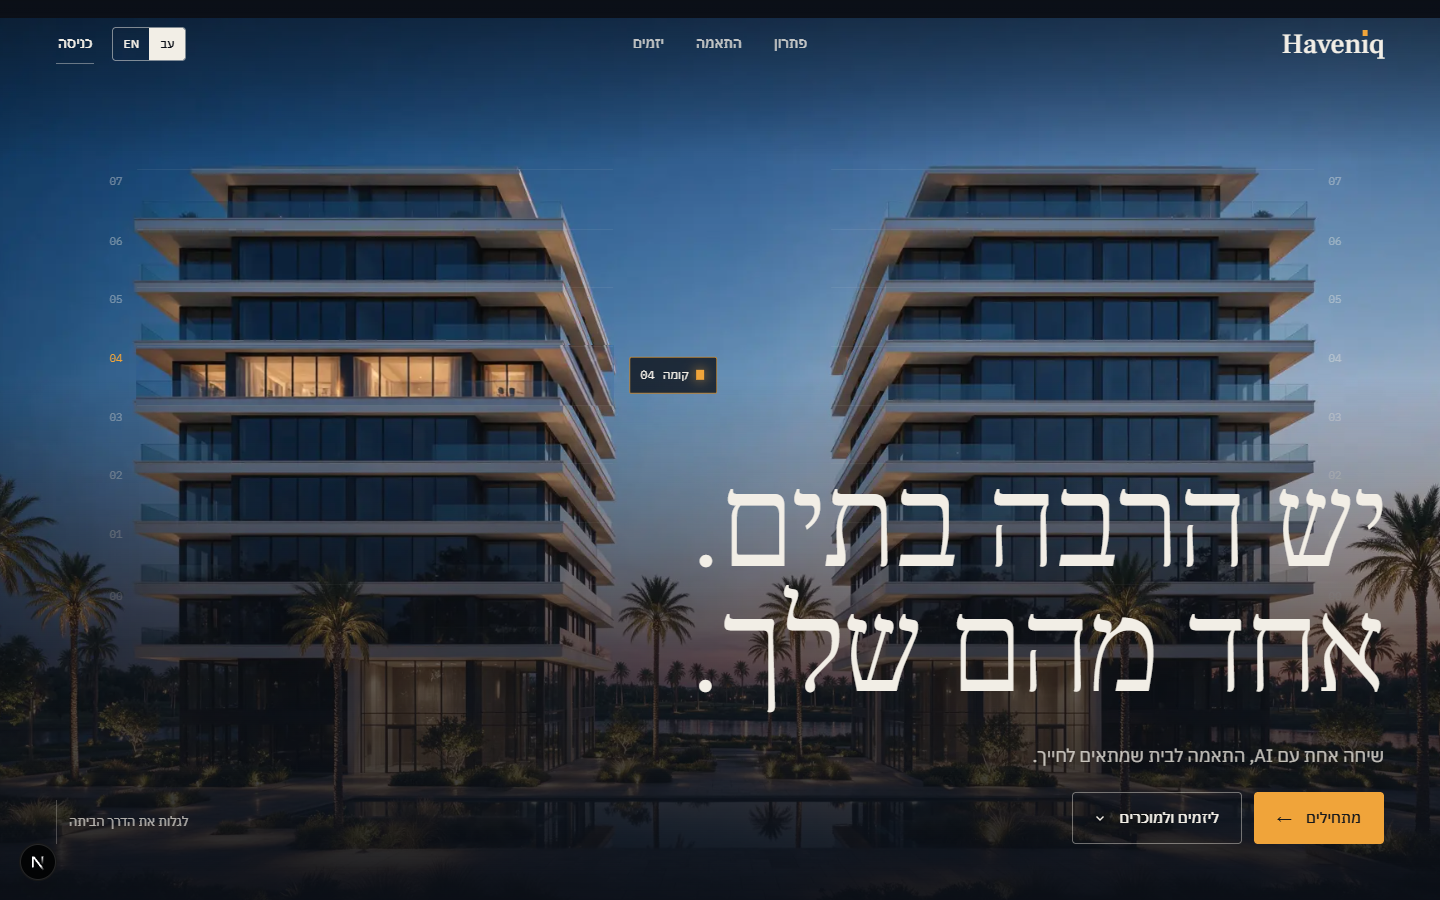 Haveniq
פתרון
התאמה
יזמים
עב
EN
כניסה
07
06
05
04
03
02
01
00
07
06
05
04
03
02
קומה 04
יש הרבה בתים.
אחד מהם שלך.
שיחה אחת עם AI, התאמה לבית שמתאים לחייך.
מתחילים ←
ליזמים ולמוכרים
לגלות את הדרך הביתה
N